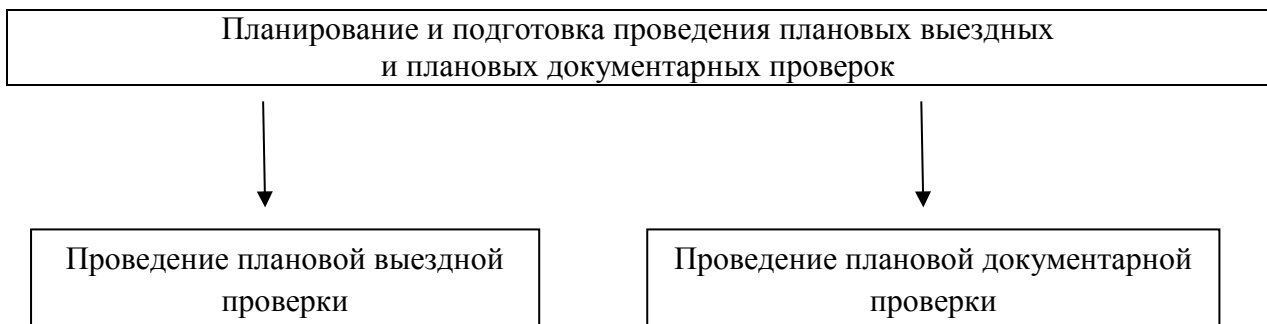 Планирование и подготовка проведения плановых выездных
и плановых документарных проверок
Проведение плановой выездной
проверки
Проведение плановой документарной
проверки